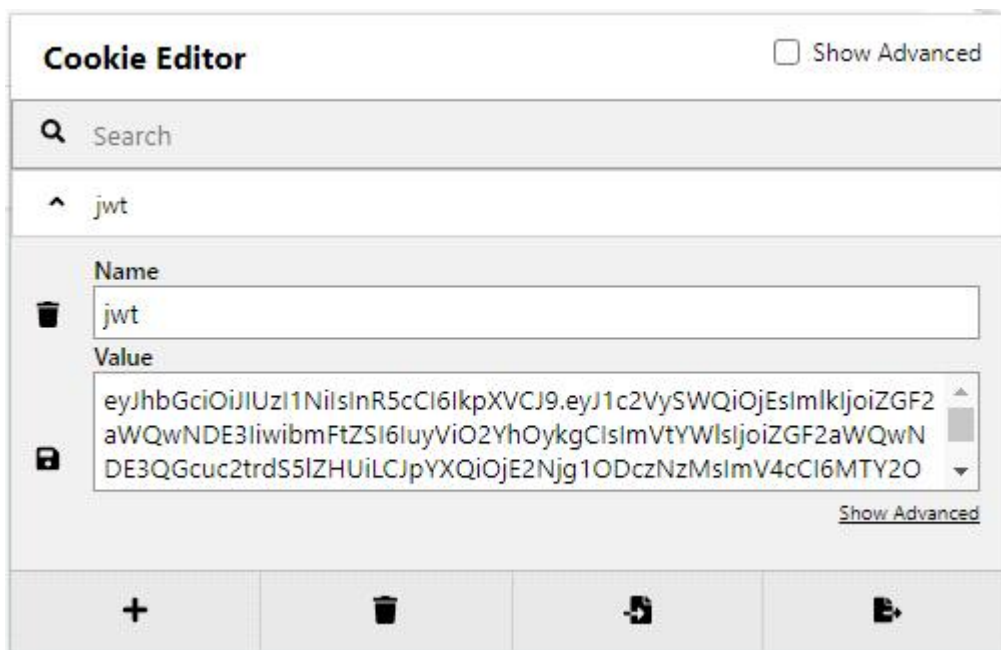 Cookie Editor
Show Advanced
Search
jwt
Name
jwt
Value
eyJhbGciOiJIUzI1NiIsInR5cCI6IkpXVCJ9.eyJ1c2VySWQiOjEsImlkIjoiZGF2
aWQwNDE3IiwibmFtZSI6IuyViO2YhOykgCIsImVtYWlsIjoiZGF2aWQwN
DE3QGcuc2trdS5lZHUiLCJpYXQiOjE2Njg1ODczNzMsImV4cCI6MTY2O
Show Advanced